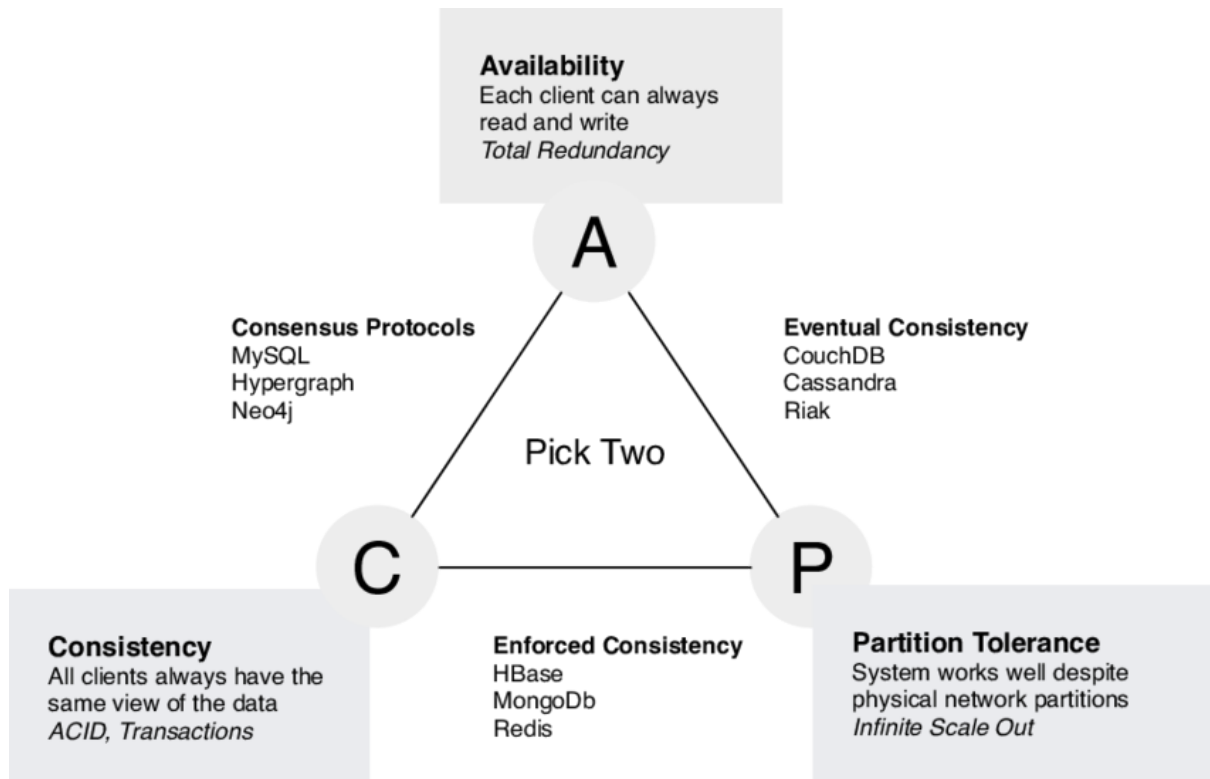 Availability
Each client can always
read and write
Total Redundancy
A
Consensus Protocols
MySQL
Hypergraph
Neo4j
Eventual Consistency
CouchDB
Cassandra
Riak
Pick Two
C
P
Consistency
All clients always have the
same view of the data
ACID, Transactions
Enforced Consistency
HBase
MongoDb
Redis
Partition Tolerance
System works well despite
physical network partitions
Infinite Scale Out